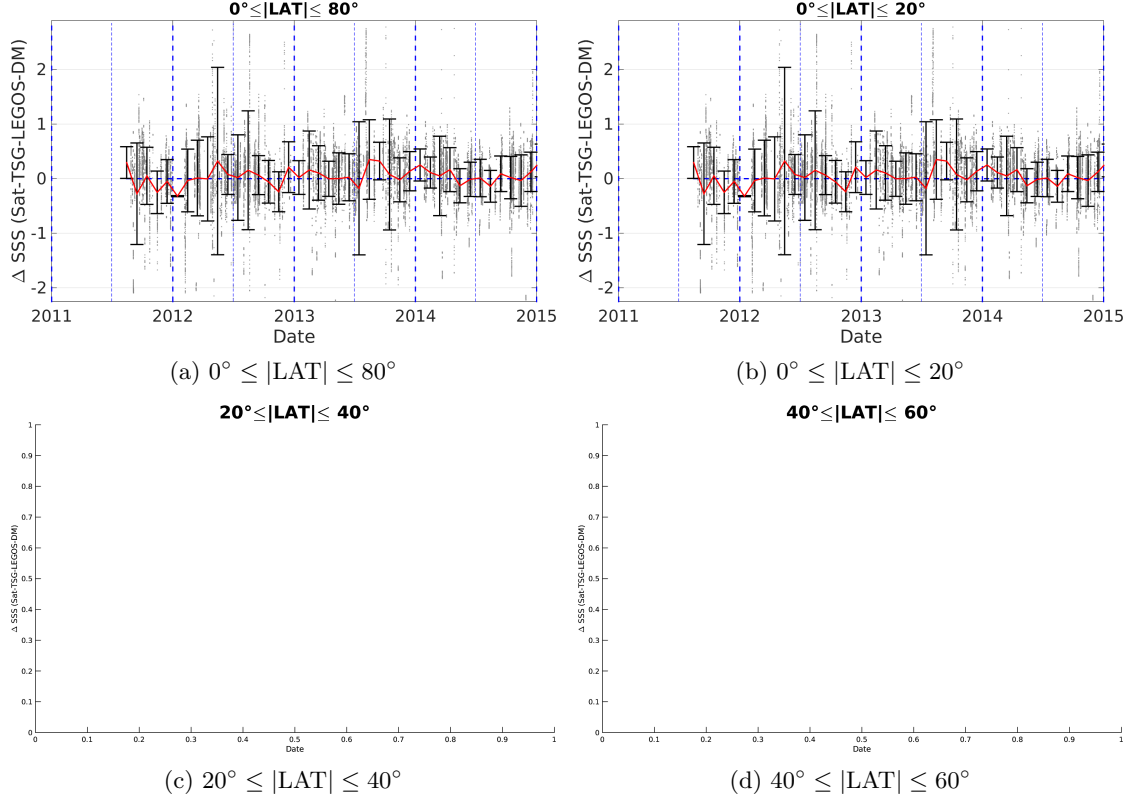 0°≤|LAT|≤ 80°
0°≤|LAT|≤ 20°
Δ SSS (Sat-TSG-LEGOS-DM)
2
1
0
-1
-2
2011 2012 2013 2014 2015
Date
Δ SSS (Sat-TSG-LEGOS-DM)
2
1
0
-1
-2
2011 2012 2013 2014 2015
Date
(a) 0° ≤ |LAT| ≤ 80°
(b) 0° ≤ |LAT| ≤ 20°
20°≤|LAT|≤ 40°
40°≤|LAT|≤ 60°
Δ SSS (Sat-TSG-LEGOS-DM)
1
0.9
0.8
0.7
0.6
0.5
0.4
0.3
0.2
0.1
0
0 0.1 0.2 0.3 0.4 0.5 0.6 0.7 0.8 0.9 1
Date
Δ SSS (Sat-TSG-LEGOS-DM)
1
0.9
0.8
0.7
0.6
0.5
0.4
0.3
0.2
0.1
0
0 0.1 0.2 0.3 0.4 0.5 0.6 0.7 0.8 0.9 1
Date
(c) 20° ≤ |LAT| ≤ 40°
(d) 40° ≤ |LAT| ≤ 60°